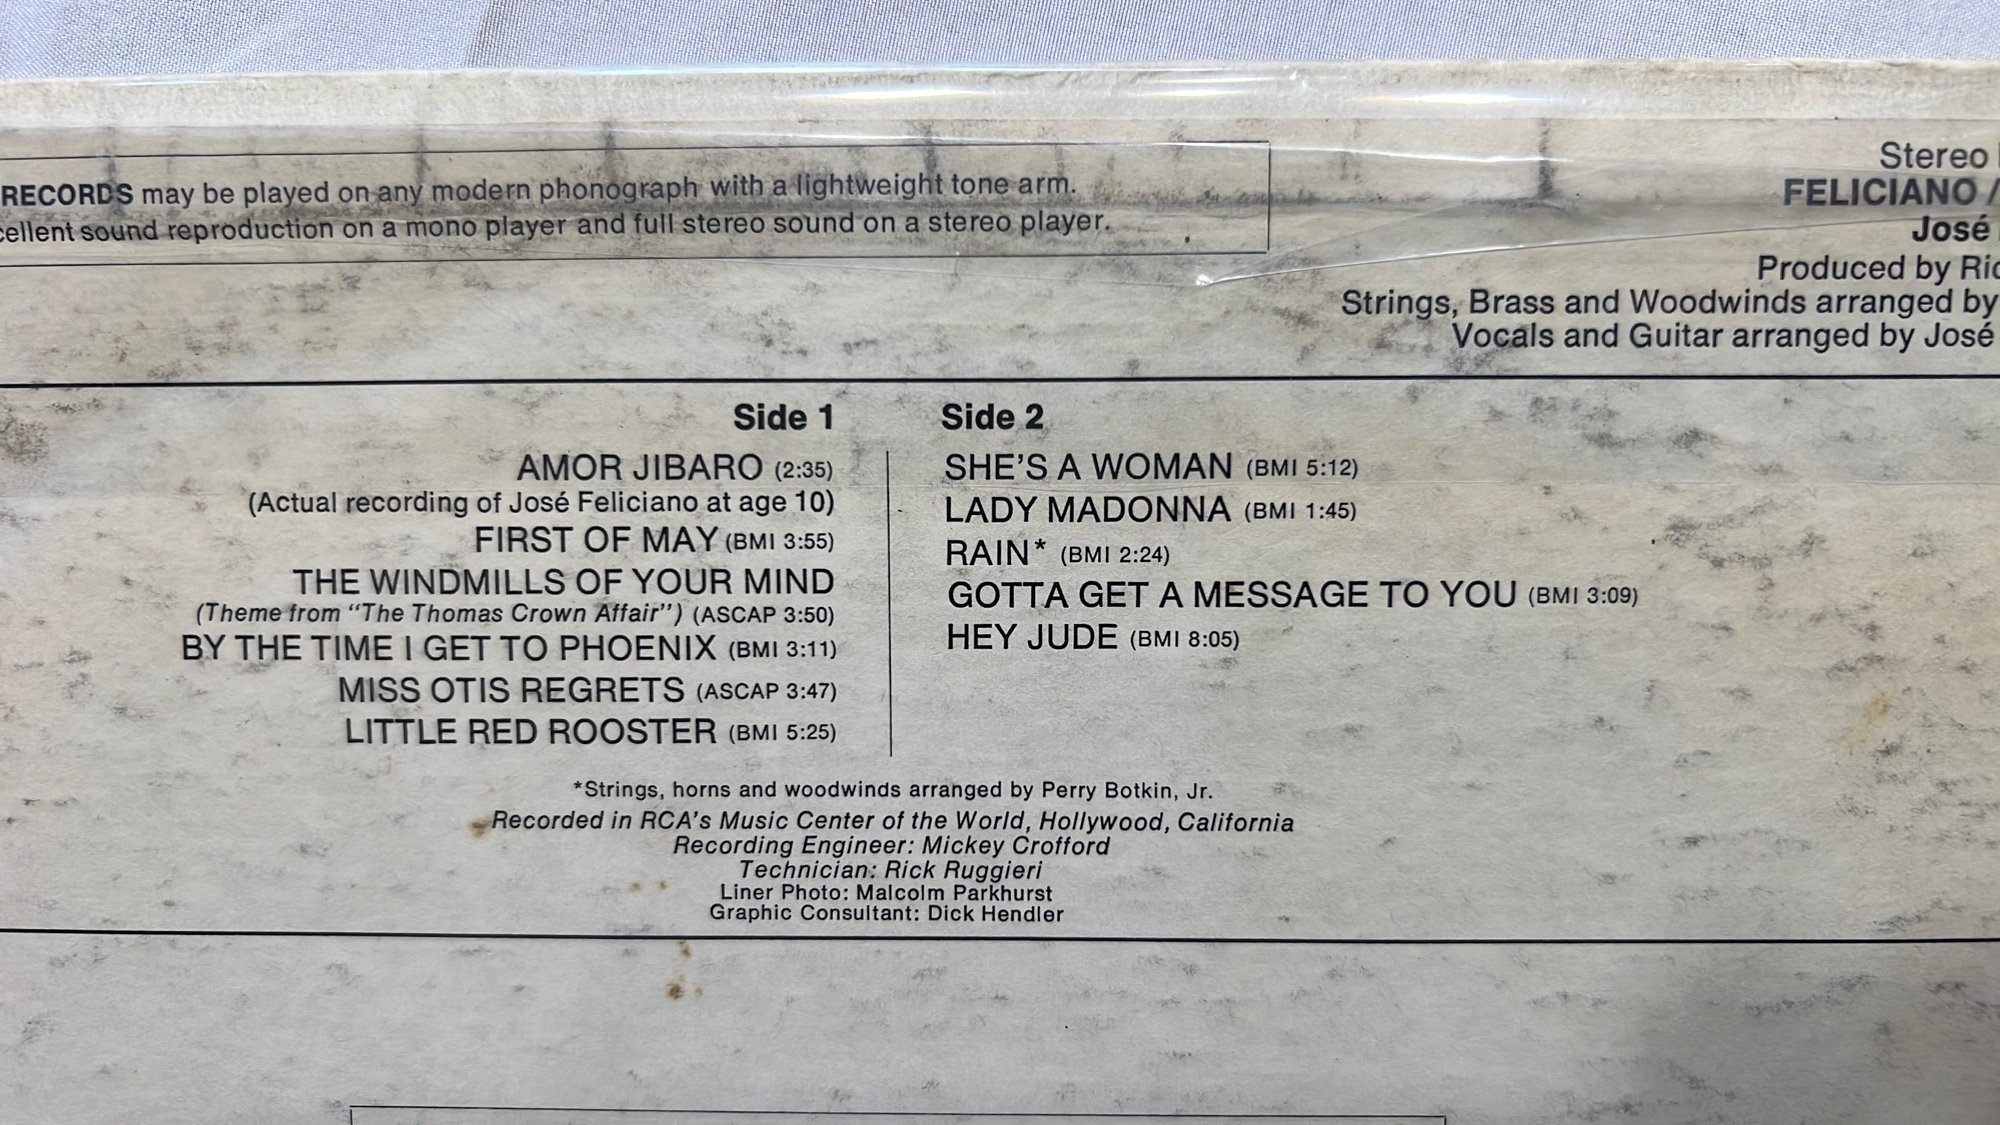 RECORDS may be played on any modern phonograph with a lightweight tone arm.
sound reproduction on a mono player and full stereo sound on a stereo player.
Stereo
FELICIANO /
José
Produced by
Strings, Brass and Woodwinds arranged by
Vocals and Guitar arranged by José
Side 1
AMOR JIBARO (2:35)
(Actual recording of José Feliciano at age 10)
FIRST OF MAY (BMI 3:55)
THE WINDMILLS OF YOUR MIND
(Theme from "The Thomas Crown Affair") (ASCAP 3:50)
BY THE TIME I GET TO PHOENIX (BMI 3:11)
MISS OTIS REGRETS (ASCAP 3:47)
LITTLE RED ROOSTER (BMI 5:25)
Side 2
SHE'S A WOMAN (BMI 5:12)
LADY MADONNA (BMI 1:45)
RAIN* (BMI 2:24)
GOTTA GET A MESSAGE TO YOU (BMI 3:09)
HEY JUDE (BMI 8:05)
*Strings, horns and woodwinds arranged by Perry Botkin, Jr.
Recorded in RCA's Music Center of the World, Hollywood, California
Recording Engineer: Mickey Crofford
Technician: Rick Ruggieri
Liner Photo: Malcolm Parkhurst
Graphic Consultant: Dick Hendler